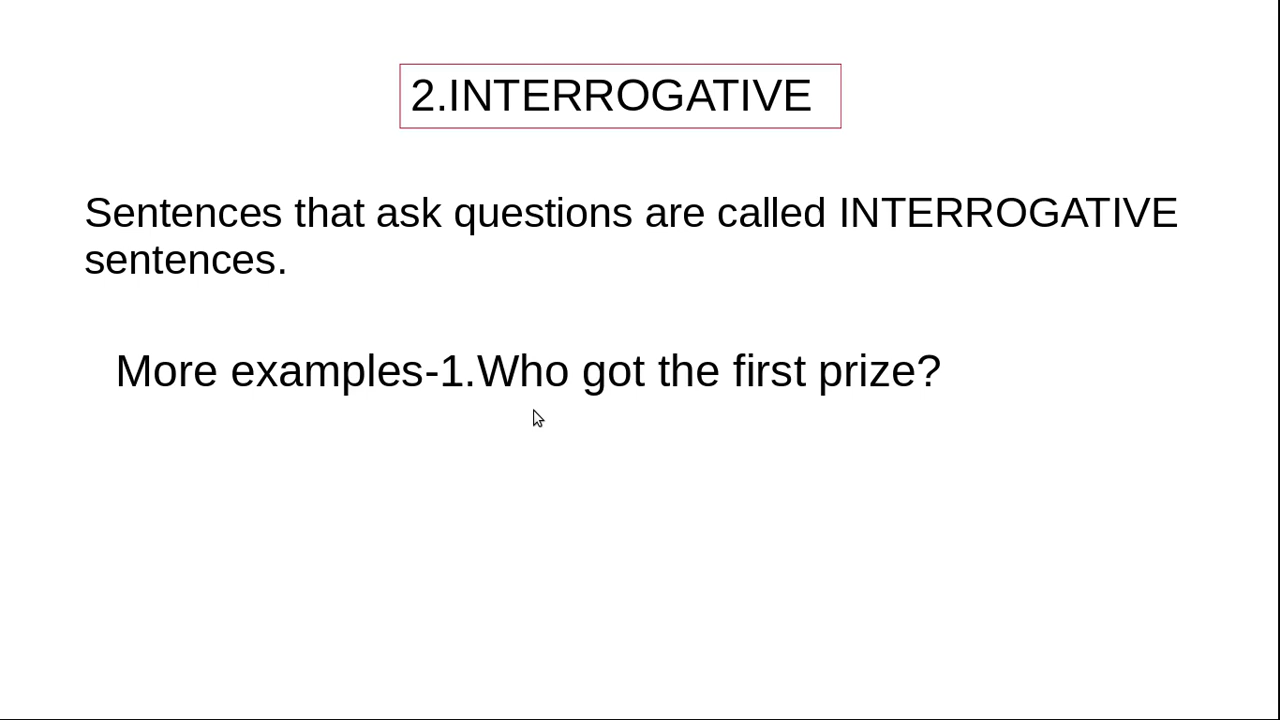 2.INTERROGATIVE
Sentences that ask questions are called INTERROGATIVE
sentences.
More examples-1.Who got the first prize?